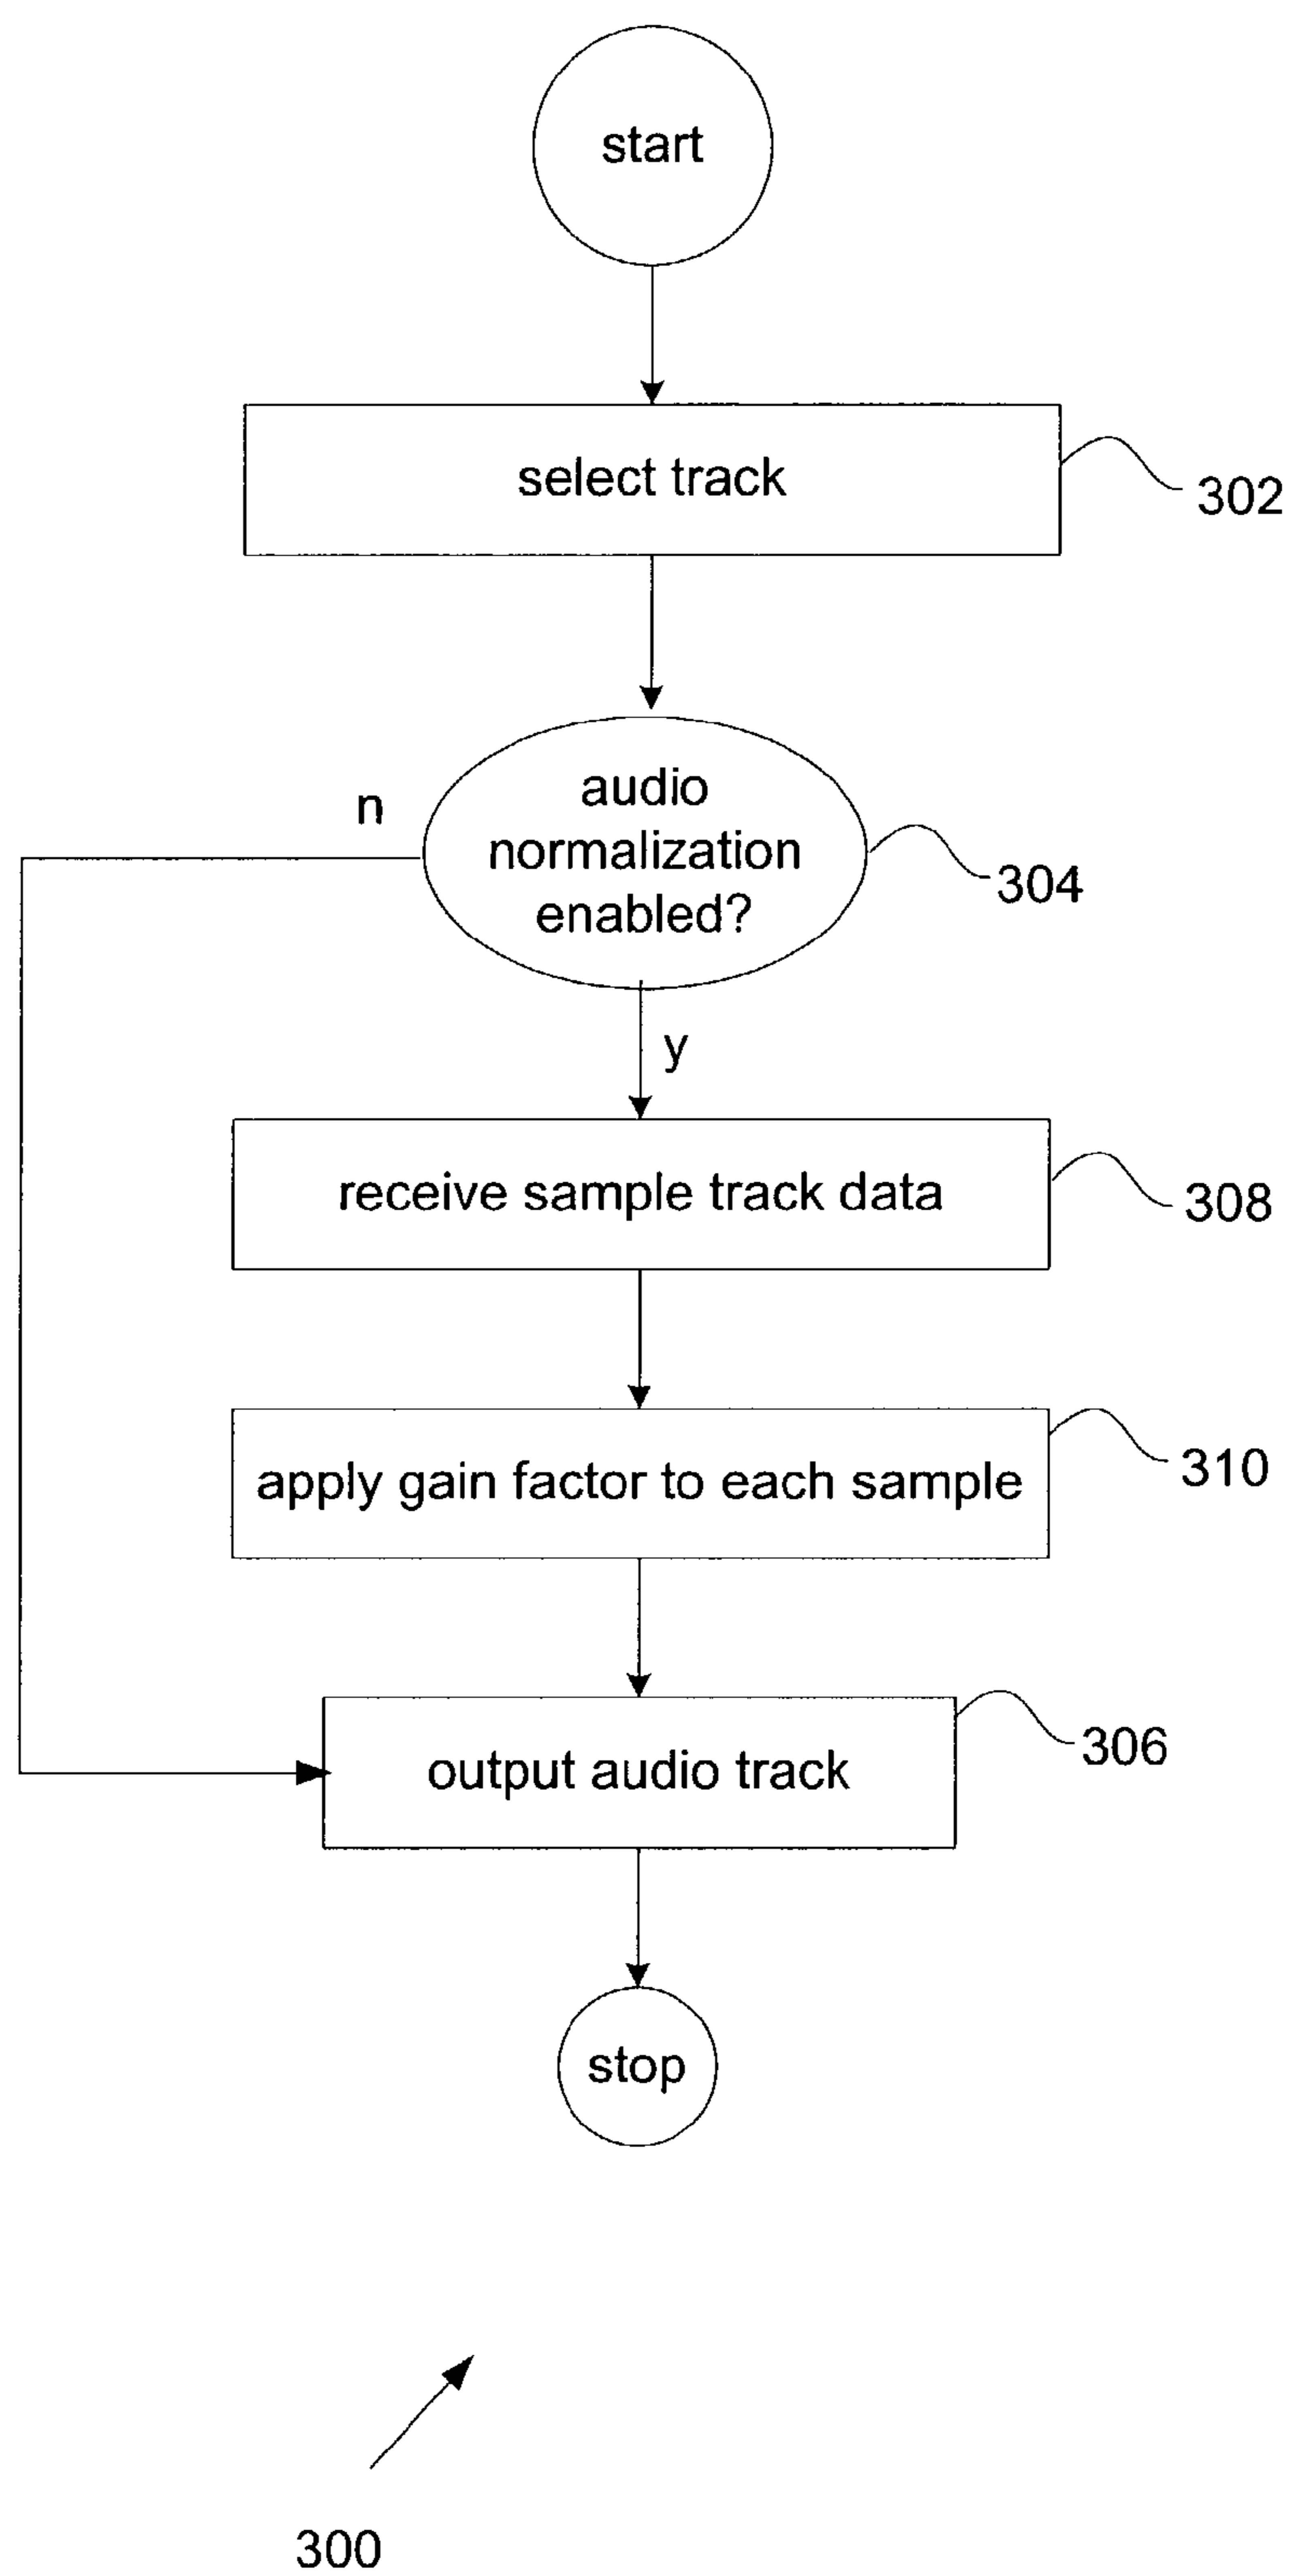 start
select track
302
n
audio
normalization
enabled?
304
y
receive sample track data
308
apply gain factor to each sample
310
output audio track
306
stop
300